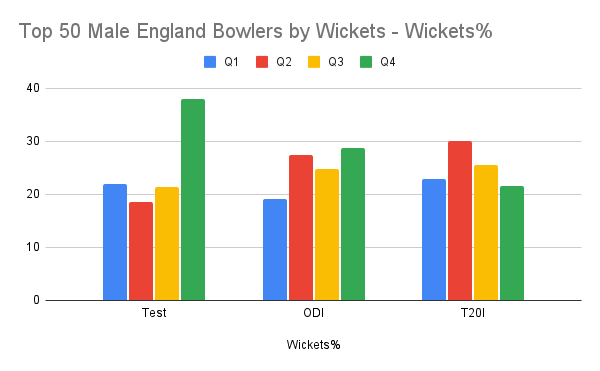 Top 50 Male England Bowlers by Wickets - Wickets%
Q1 Q2 Q3 Q4
40
30
20
10
0
Test ODI T20I
Wickets%